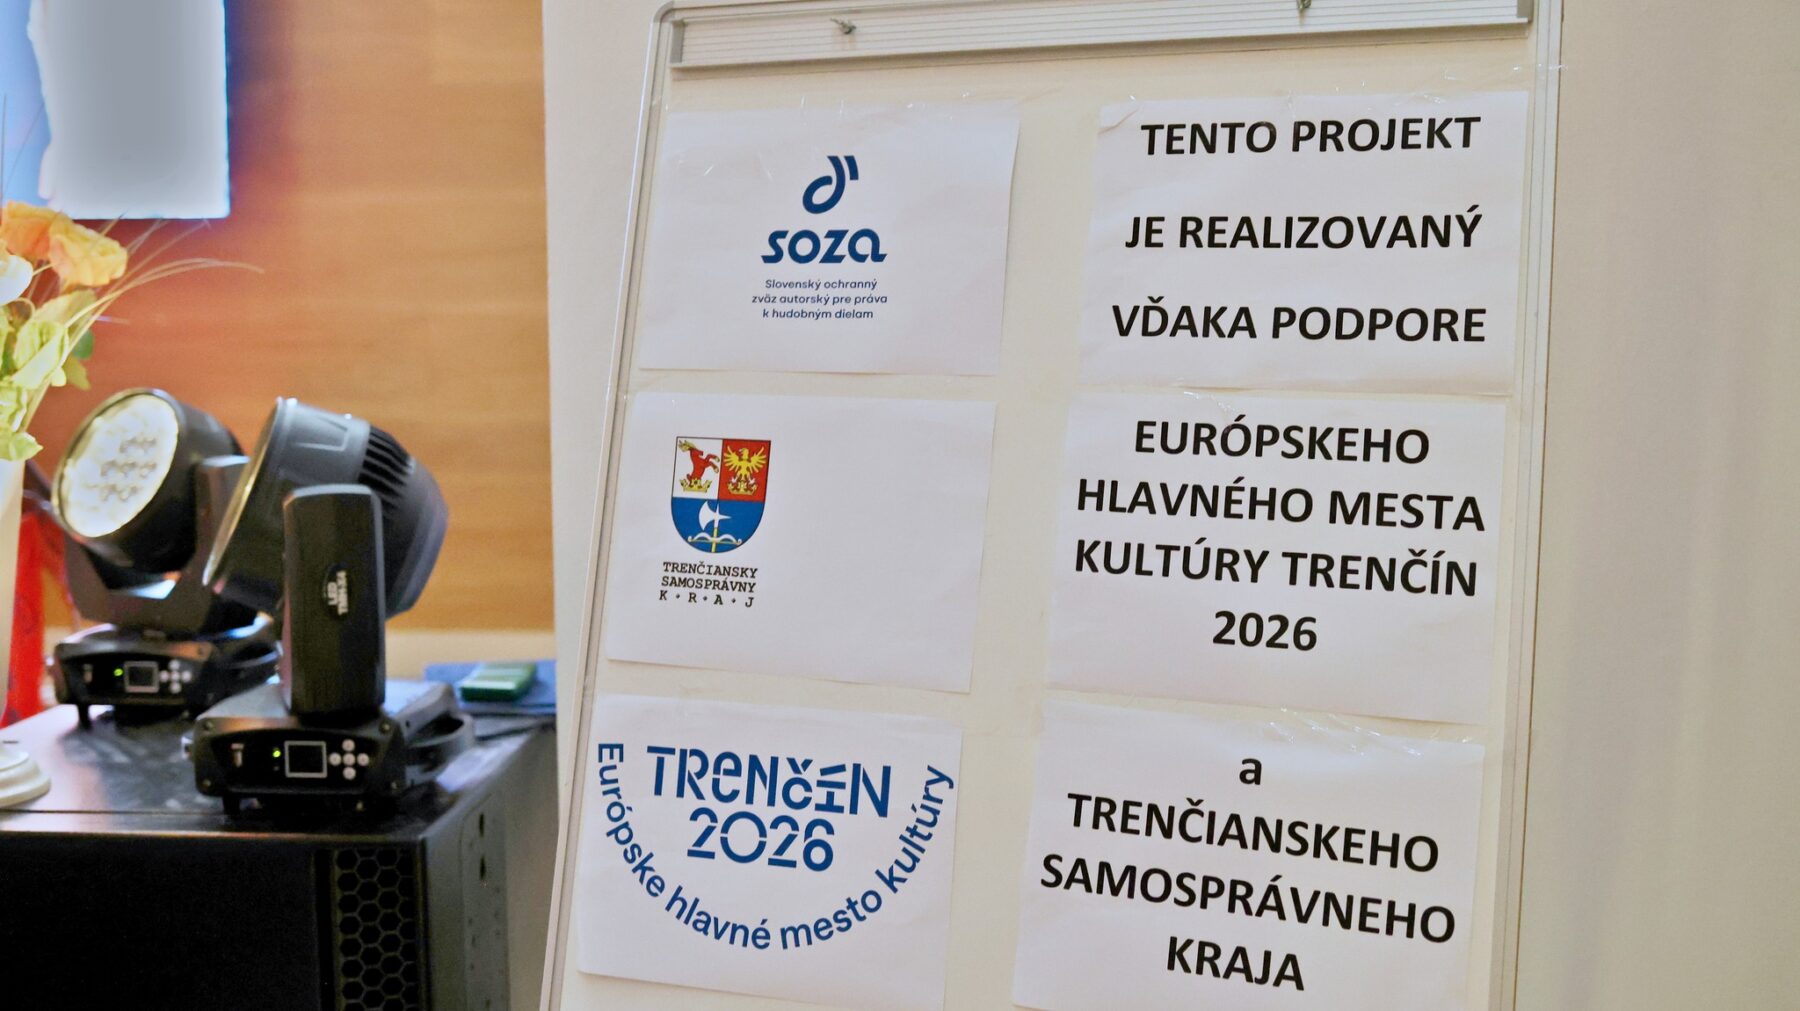 soza
Slovenský ochranný
zväz autorský pre práva
k hudobným dielam
TRENČIANSKY
SAMOSPRÁVNY
K + R + A + J
TRENČÍN
2026
Európske hlavné mesto kultúry
TENTO PROJEKT
JE REALIZOVANÝ
VĎAKA PODPORE
EURÓPSKEHO
HLAVNÉHO MESTA
KULTÚRY TRENČÍN
2026
a
TRENČIANSKEHO
SAMOSPRÁVNEHO
KRAJA